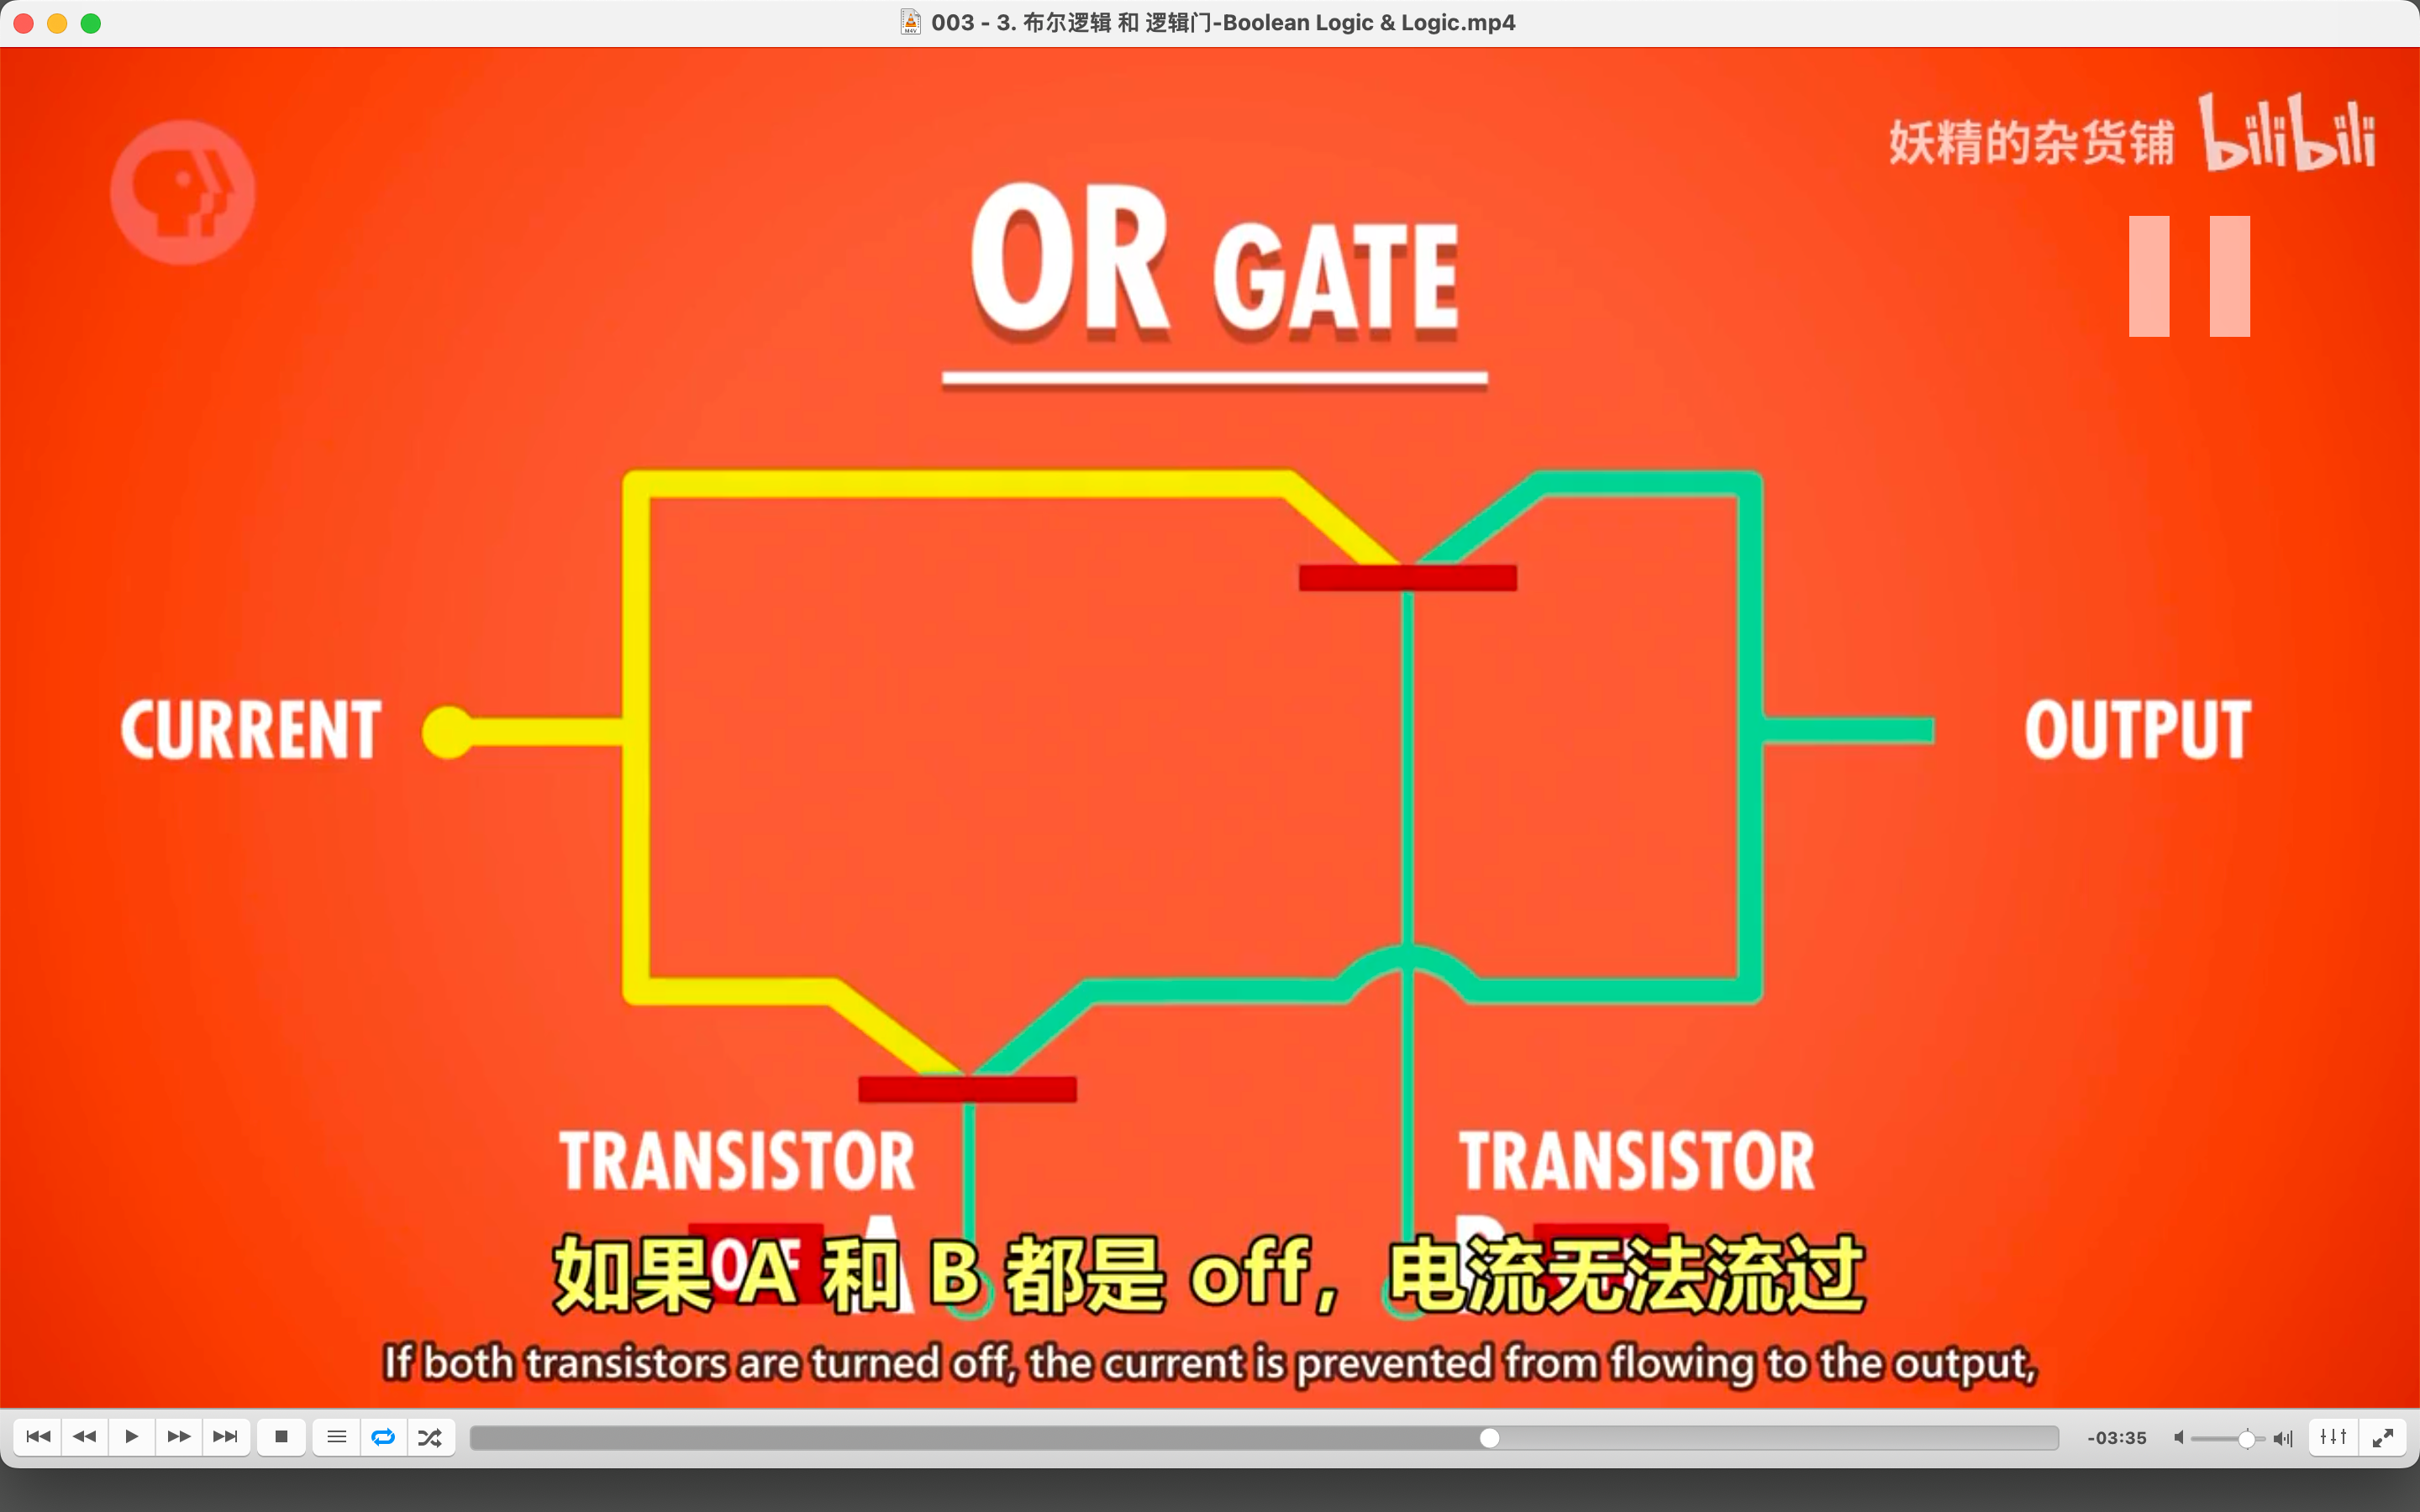 003 - 3. 布尔逻辑 和 逻辑门-Boolean Logic & Logic.mp4
妖精的杂货铺 bilibili
OR GATE
CURRENT
OUTPUT
TRANSISTOR
TRANSISTOR
A
如果 A 和 B 都是 off，电流无法流过
If both transistors are turned off, the current is prevented from flowing to the output,
-03:35